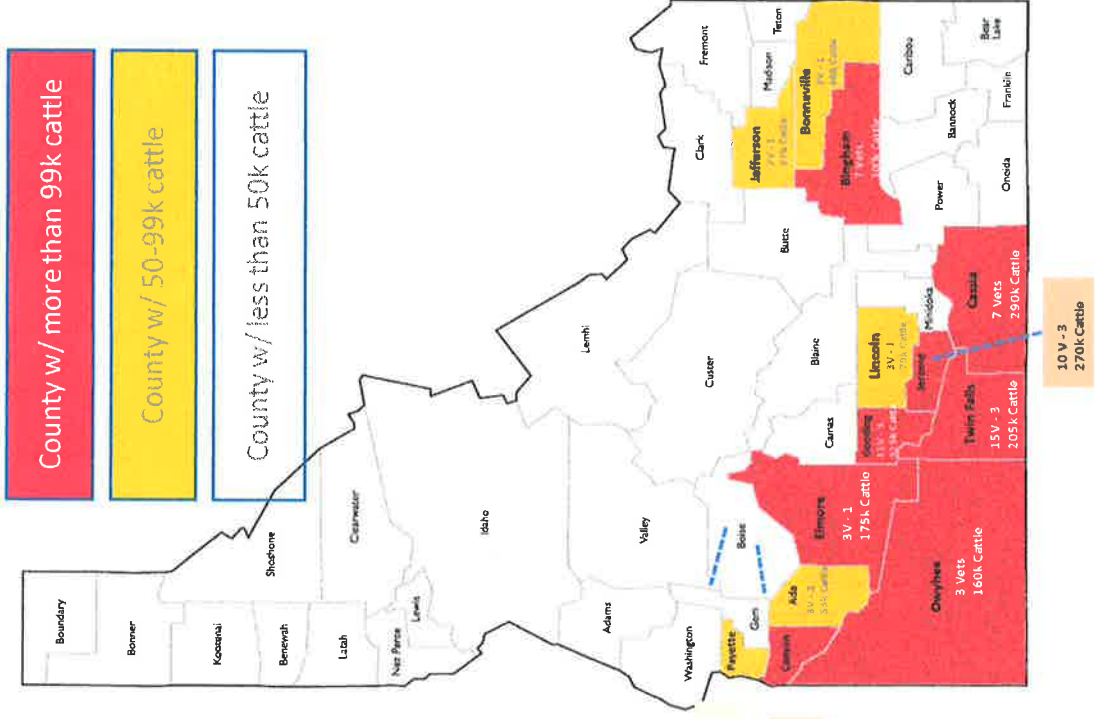 County w/ more than 99k cattle
County w/ 50-99k cattle
County w/ less than 50k cattle
Boundary
Bonner
Kootenai
Shoshone
Benewah
Latah
Clearwater
Nez Perce
Lewis
Idaho
Adams
Valley
Lemhi
Washington
Payette
Gem
Boise
Custer
Clark
Fremont
Teton
Madison
Jefferson
Bonneville
Butte
Bingham
7 Vets
Camas
Blaine
Canyon
Ada
Elmore
3V - 1
175k Cattle
Gooding
Lincoln
3V - 1
Jerome
Minidoka
Power
Bannock
Caribou
Bear
Lake
Franklin
Oneida
Owyhee
3 Vets
160k Cattle
Twin Falls
15V - 3
205k Cattle
Cassia
7 Vets
290k Cattle
10 V - 3
270k Cattle